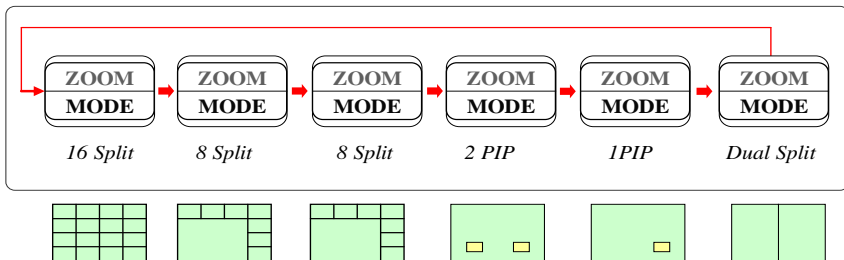 ZOOM ZOOM ZOOM ZOOM ZOOM ZOOM
MODE MODE MODE MODE MODE MODE
16 Split 8 Split 8 Split 2 PIP 1PIP Dual Split